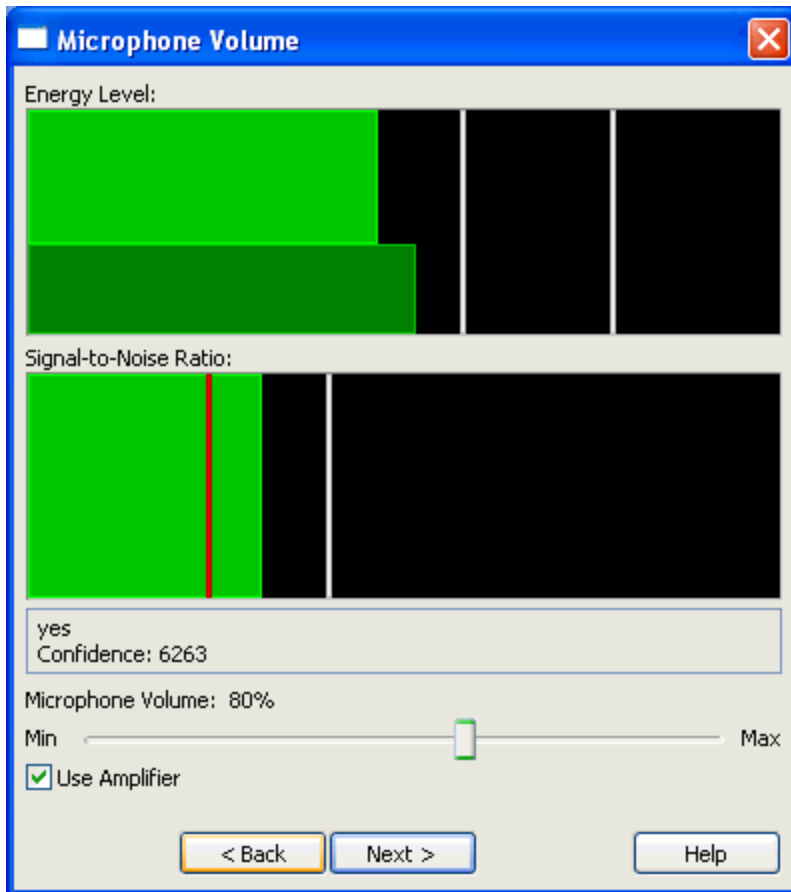 Microphone Volume
Energy Level:
Signal-to-Noise Ratio:
yes
Confidence: 6263
Microphone Volume: 80%
Min Max
Use Amplifier
< Back Next > Help